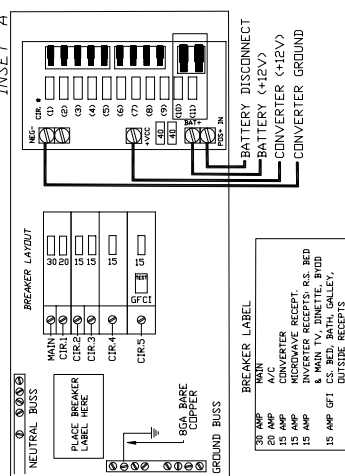 INSET A
CIR. #
(1)
(2)
(3)
(4)
(5)
(6)
(7)
(8)
(9)
(10)
(11)
NEG-
+VCC
40
40
BAT+
POS+ IN
BATTERY DISCONNECT
BATTERY (+12V)
CONVERTER (+12V)
CONVERTER GROUND
BREAKER LAYOUT
30
20
15
15
15
15
TEST
GFCI
MAIN
CIR.1
CIR.2
CIR.3
CIR.4
CIR.5
NEUTRAL BUSS
PLACE BREAKER
LABEL HERE
8GA BARE
COPPER
GROUND BUSS
BREAKER LABEL
30 AMP MAIN
20 AMP A/C
15 AMP CONVERTER
15 AMP MICROWAVE RECEPT.
15 AMP INVERTER RECEPTS: R.S. BED
& MAIN TV, DINETTE, BYOD
15 AMP GFI CS. BED, BATH, GALLEY,
OUTSIDE RECEPTS